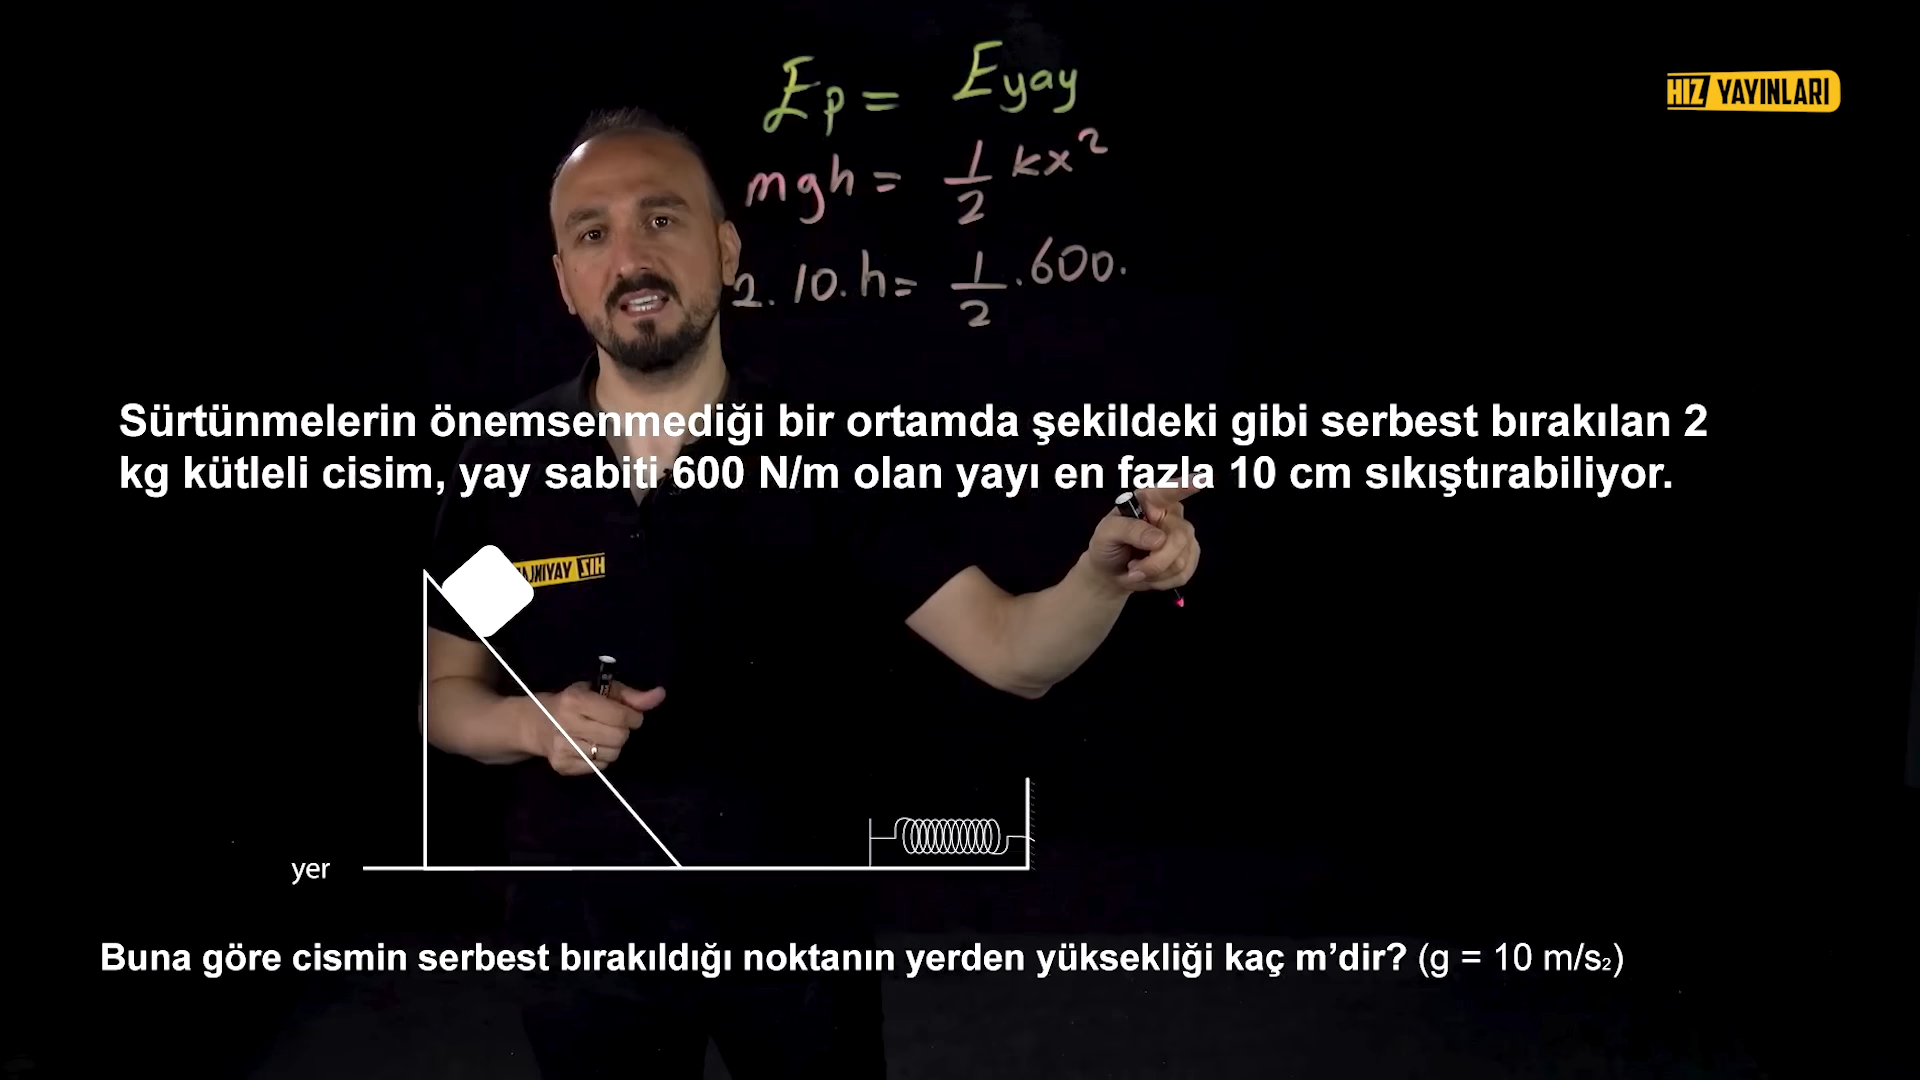 Ep = Eyay
HIZ YAYINLARI
mgh = 1/2 kx²
2. 10. h = 1/2 .600.
Sürtünmelerin önemsenmediği bir ortamda şekildeki gibi serbest bırakılan 2
kg kütleli cisim, yay sabiti 600 N/m olan yayı en fazla 10 cm sıkıştırabiliyor.
HIZ YAYINL
yer
Buna göre cismin serbest bırakıldığı noktanın yerden yüksekliği kaç m’dir? (g = 10 m/s₂)